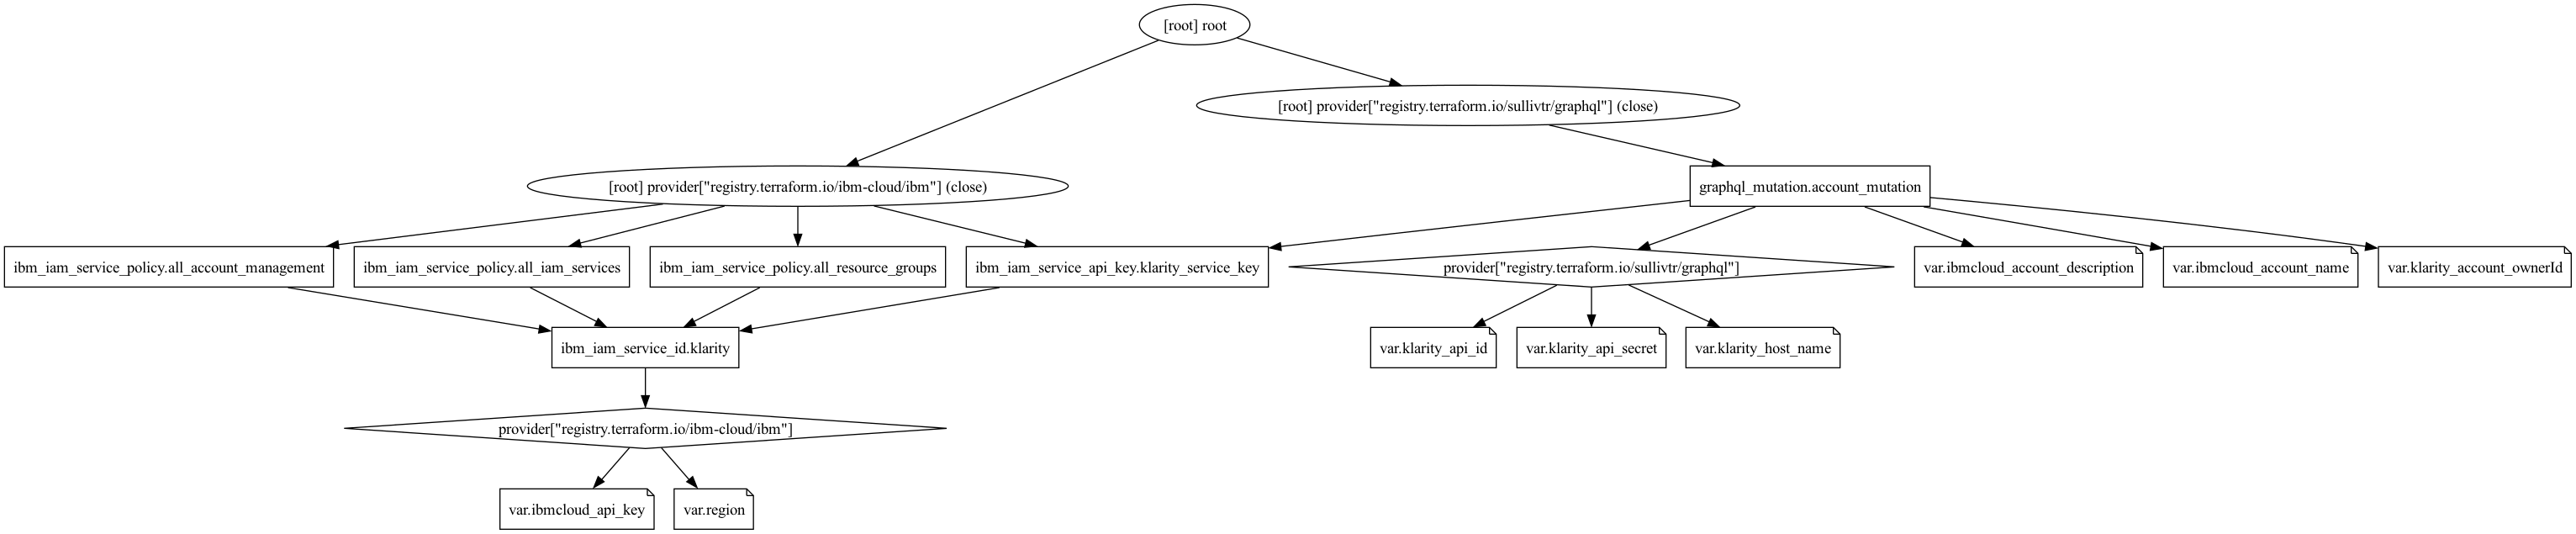 [root] root
[root] provider[\"registry.terraform.io/sullivtr/graphql\"] (close)
[root] provider[\"registry.terraform.io/ibm-cloud/ibm\"] (close)
graphql_mutation.account_mutation
ibm_iam_service_policy.all_account_management
ibm_iam_service_policy.all_iam_services
ibm_iam_service_policy.all_resource_groups
ibm_iam_service_api_key.klarity_service_key
provider[\"registry.terraform.io/sullivtr/graphql\"]
var.ibmcloud_account_description
var.ibmcloud_account_name
var.klarity_account_ownerId
ibm_iam_service_id.klarity
var.klarity_api_id
var.klarity_api_secret
var.klarity_host_name
provider[\"registry.terraform.io/ibm-cloud/ibm\"]
var.ibmcloud_api_key
var.region